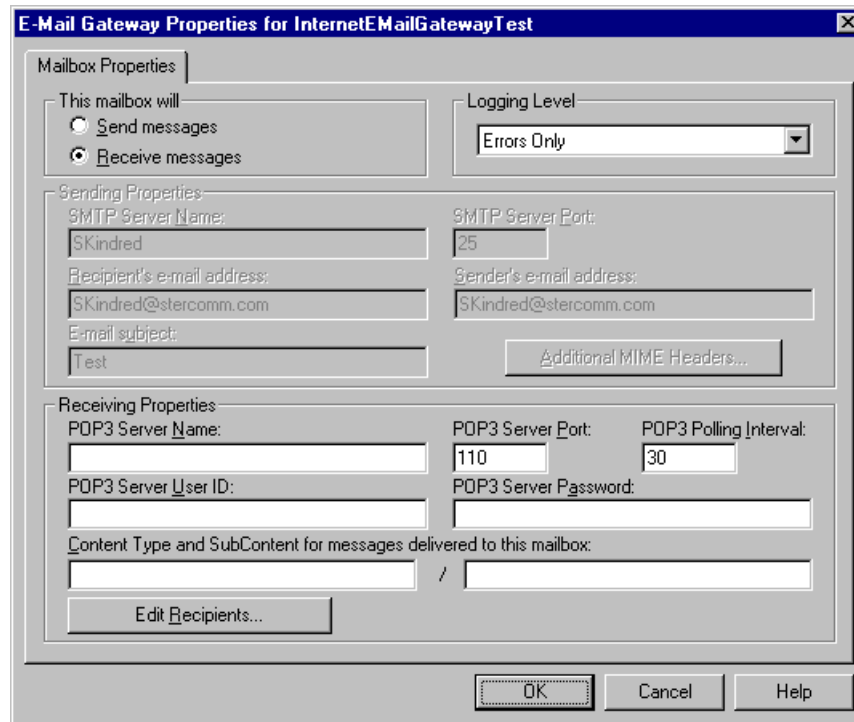 E-Mail Gateway Properties for InternetEMailGatewayTest
Mailbox Properties
This mailbox will
Send messages
Receive messages
Logging Level
Errors Only
Sending Properties
SMTP Server Name:
SMTP Server Port:
SKindred
25
Recipient's e-mail address:
Sender's e-mail address:
SKindred@stercomm.com
SKindred@stercomm.com
E-mail subject:
Test
Additional MIME Headers...
Receiving Properties
POP3 Server Name:
POP3 Server Port:
POP3 Polling Interval:
110
30
POP3 Server User ID:
POP3 Server Password:
Content Type and SubContent for messages delivered to this mailbox:
/
Edit Recipients...
OK
Cancel
Help